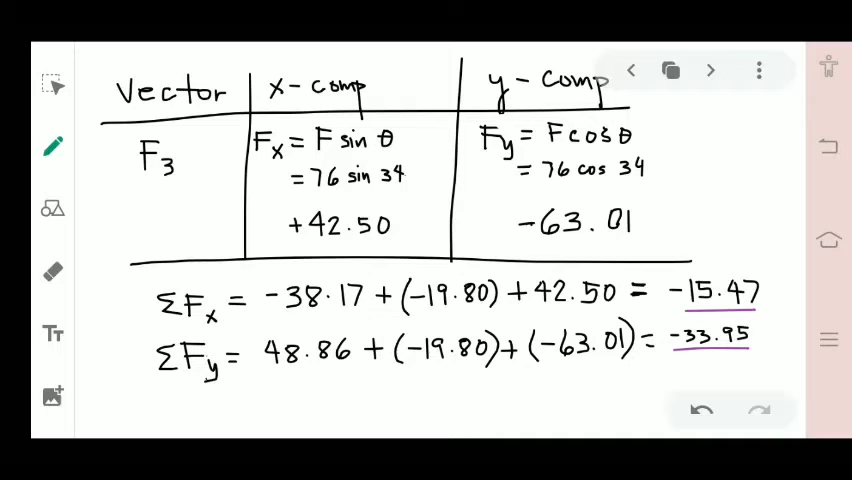 Vector x-comp y-comp
F₃ Fx = F sin θ Fy = F cos θ
= 76 sin 34 = 76 cos 34
+42.50 -63.01
ΣFx = -38.17 + (-19.80) + 42.50 = -15.47
ΣFy = 48.86 + (-19.80) + (-63.01) = -33.95
Tт